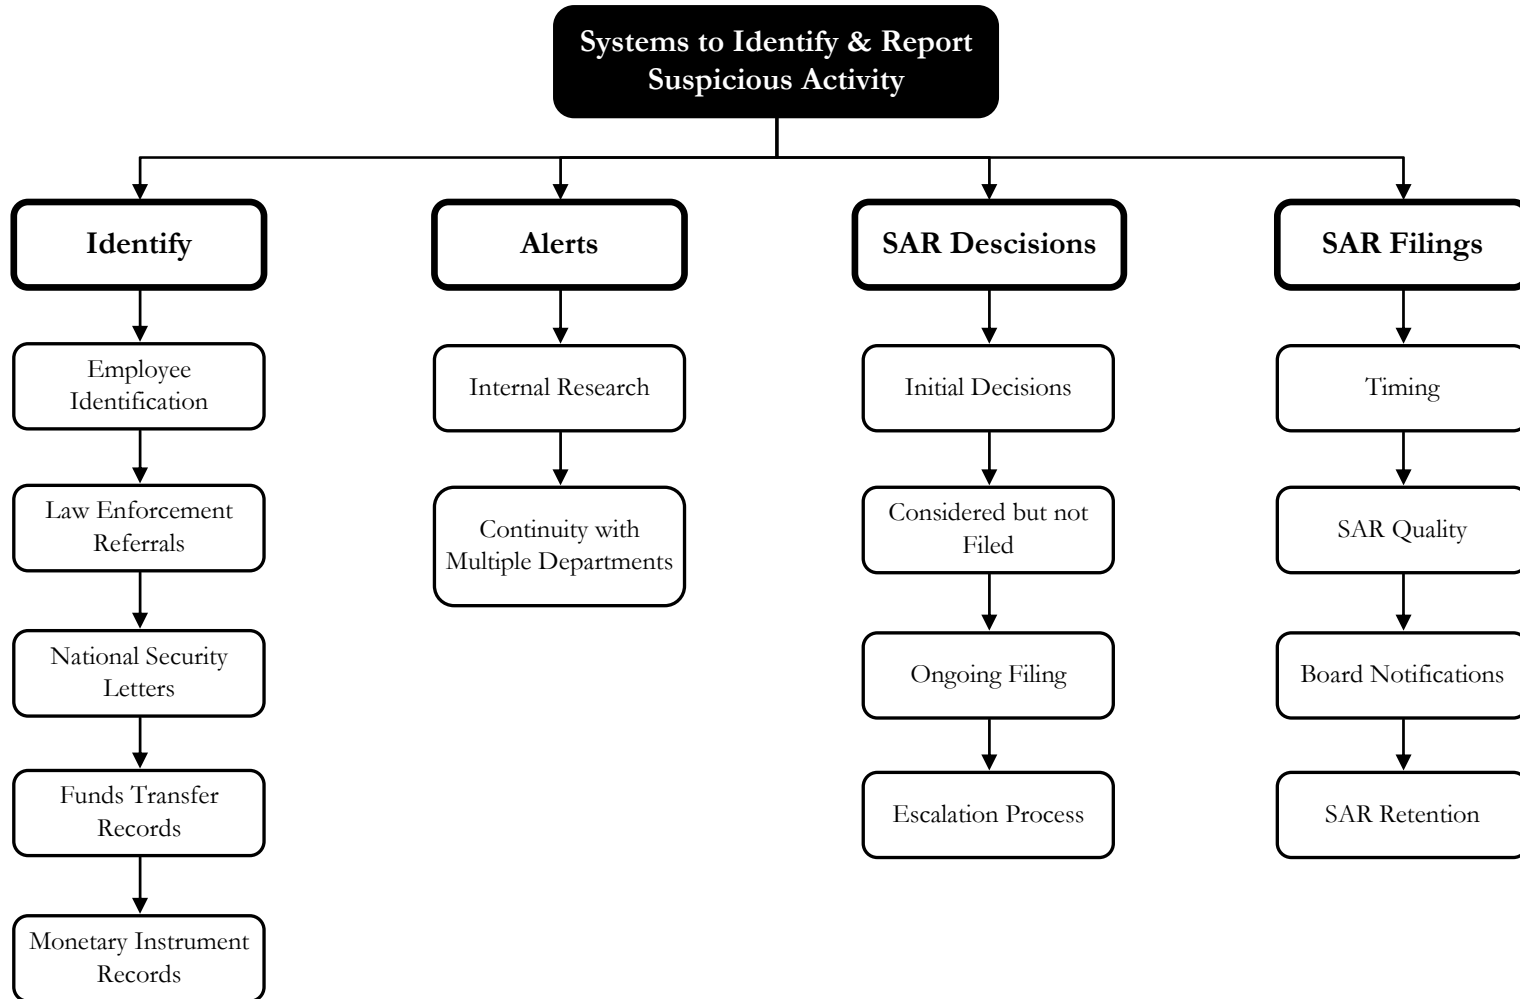 Systems to Identify & Report
Suspicious Activity
Identify
Alerts
SAR Descisions
SAR Filings
Employee
Identification
Law Enforcement
Referrals
National Security
Letters
Funds Transfer
Records
Monetary Instrument
Records
Internal Research
Continuity with
Multiple Departments
Initial Decisions
Considered but not
Filed
Ongoing Filing
Escalation Process
Timing
SAR Quality
Board Notifications
SAR Retention